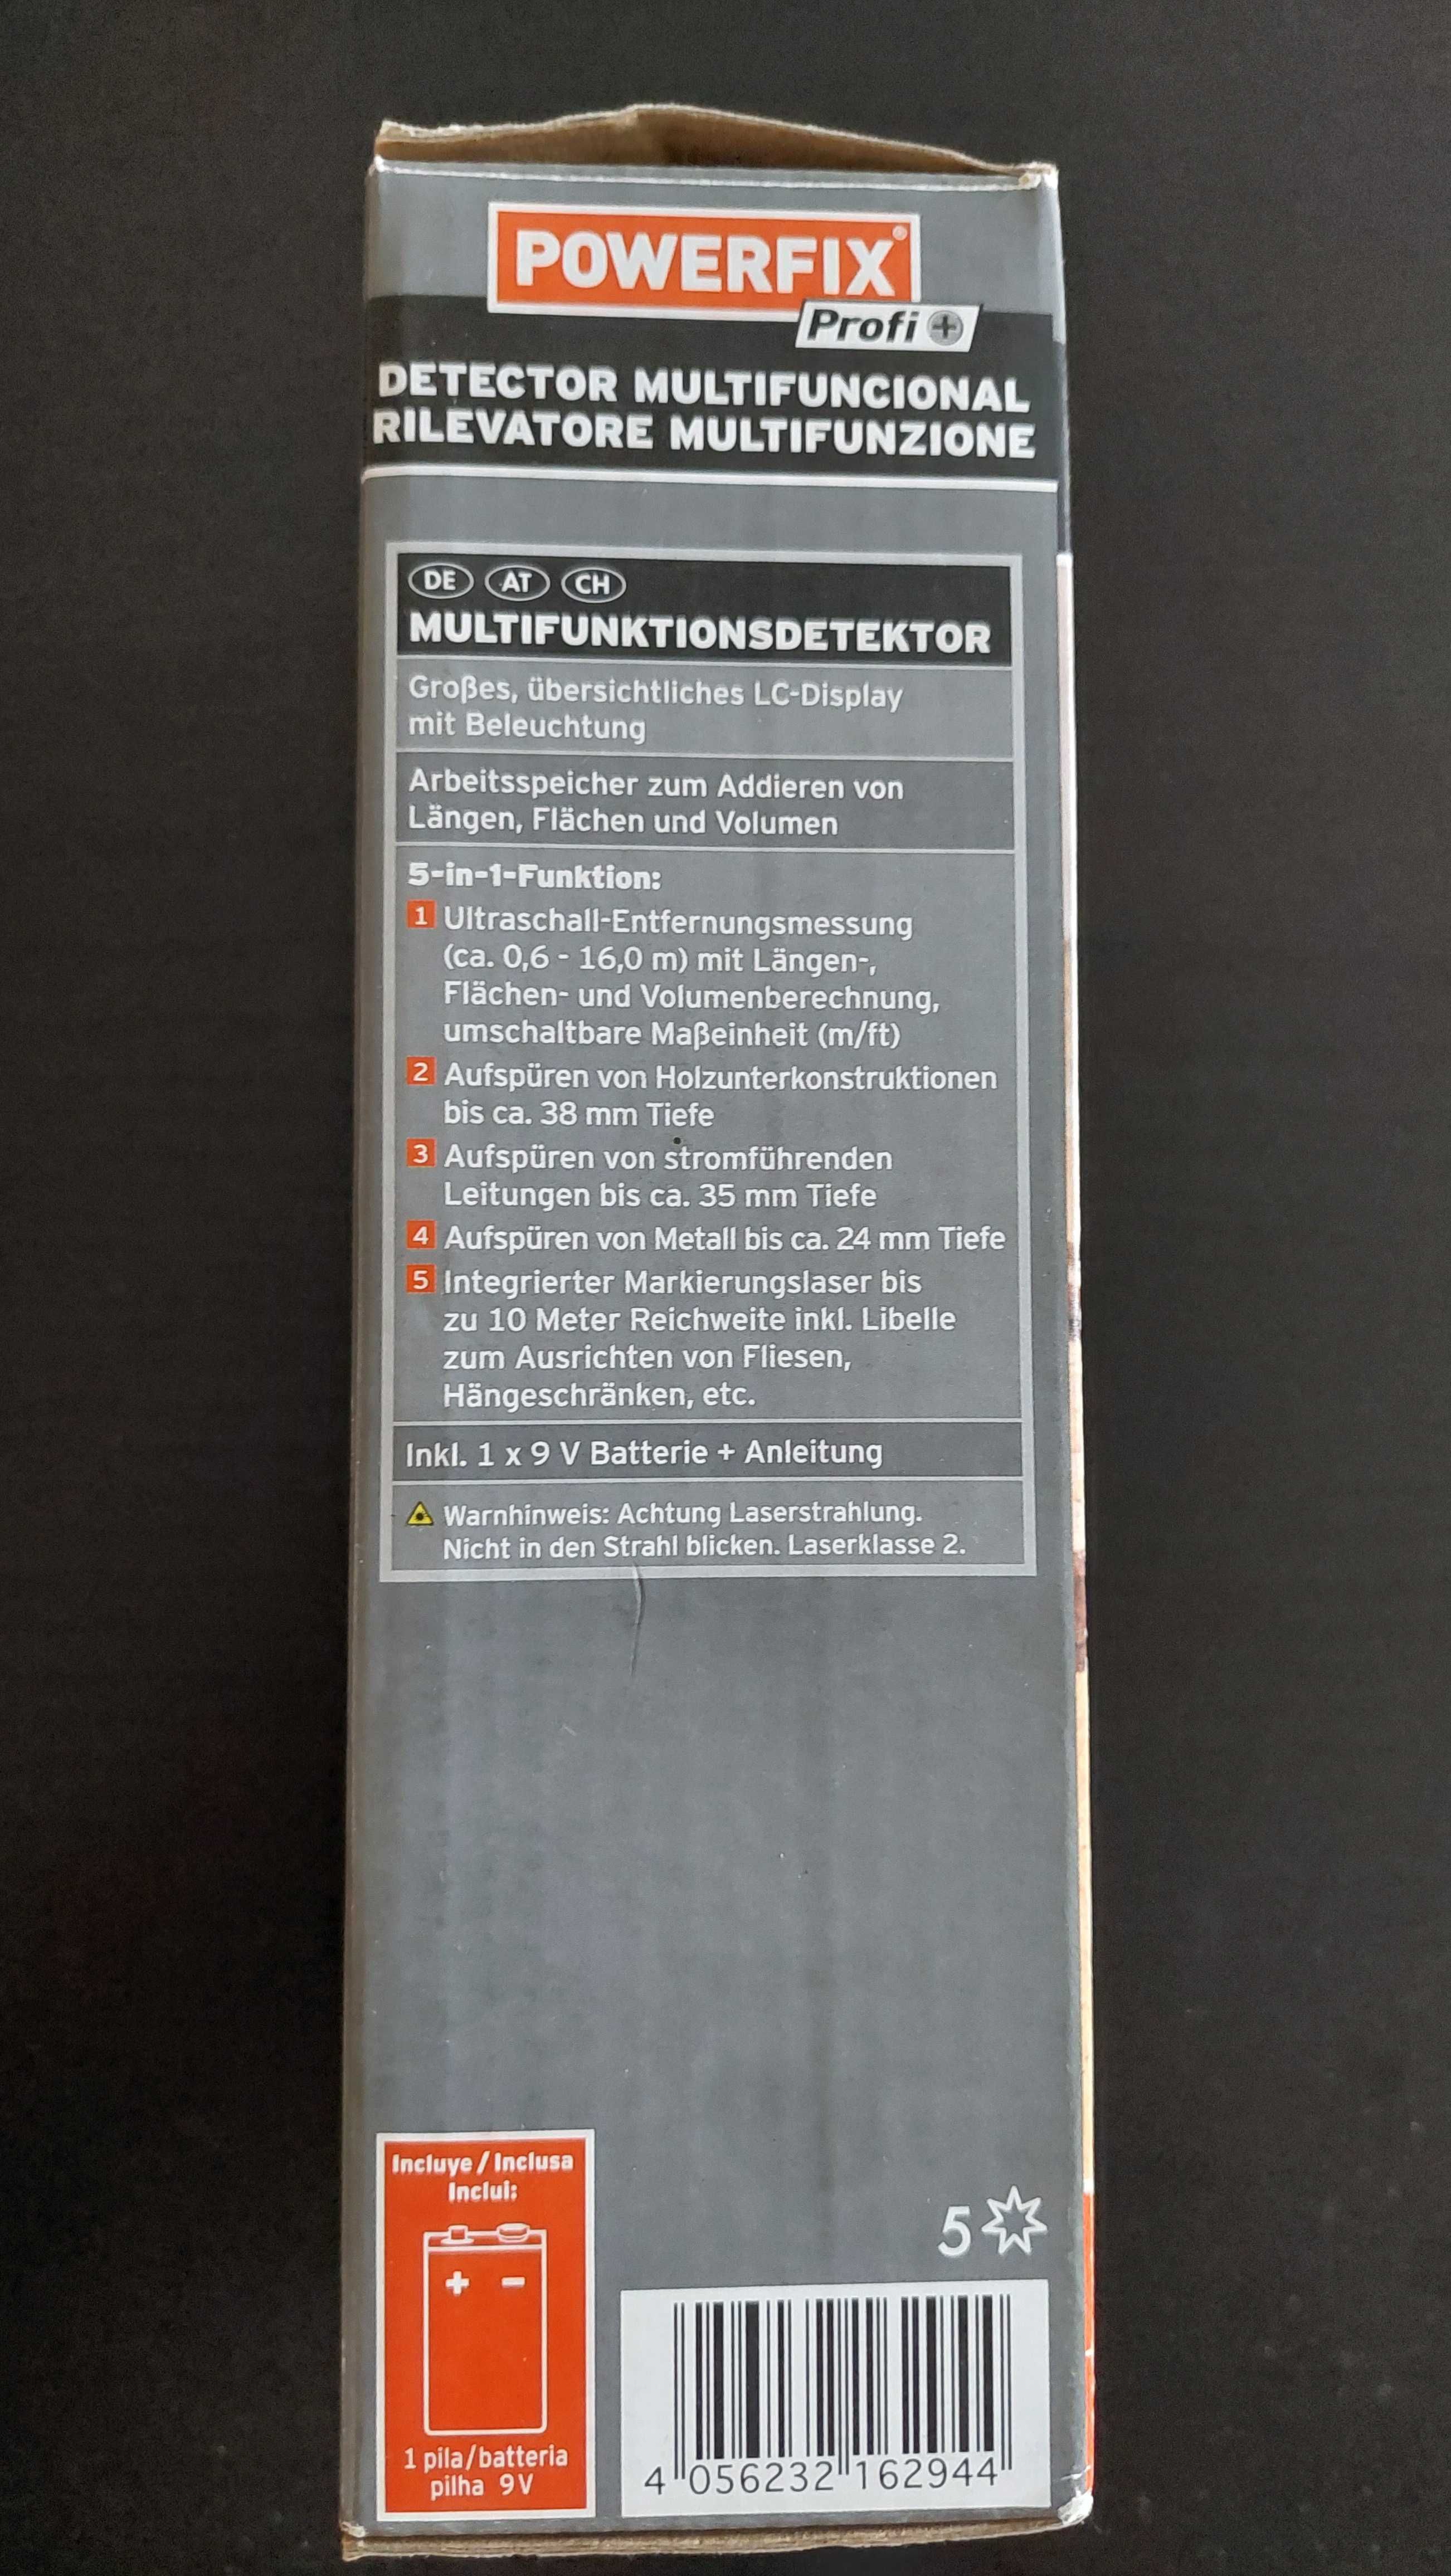 POWERFIX®
Profi+
DETECTOR MULTIFUNCIONAL
RILEVATORE MULTIFUNZIONE
DE AT CH
MULTIFUNKTIONSDETEKTOR
Großes, übersichtliches LC-Display
mit Beleuchtung
Arbeitsspeicher zum Addieren von
Längen, Flächen und Volumen
5-in-1-Funktion:
1 Ultraschall-Entfernungsmessung
(ca. 0,6 - 16,0 m) mit Längen-,
Flächen- und Volumenberechnung,
umschaltbare Maßeinheit (m/ft)
2 Aufspüren von Holzunterkonstruktionen
bis ca. 38 mm Tiefe
3 Aufspüren von stromführenden
Leitungen bis ca. 35 mm Tiefe
4 Aufspüren von Metall bis ca. 24 mm Tiefe
5 Integrierter Markierungslaser bis
zu 10 Meter Reichweite inkl. Libelle
zum Ausrichten von Fliesen,
Hängeschränken, etc.
Inkl. 1 x 9 V Batterie + Anleitung
Warnhinweis: Achtung Laserstrahlung.
Nicht in den Strahl blicken. Laserklasse 2.
Incluye / Inclusa
Inclui:
+ -
1 pila/batteria
pilha 9V
5
4 056232 162944